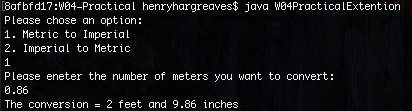 [8afbfd17:W04-Practical henryhargreaves$ java W04PracticalExtention
Please chose an option:
1. Metric to Imperial
2. Imperial to Metric
1
Please eneter the number of meters you want to convert:
0.86
The conversion = 2 feet and 9.86 inches